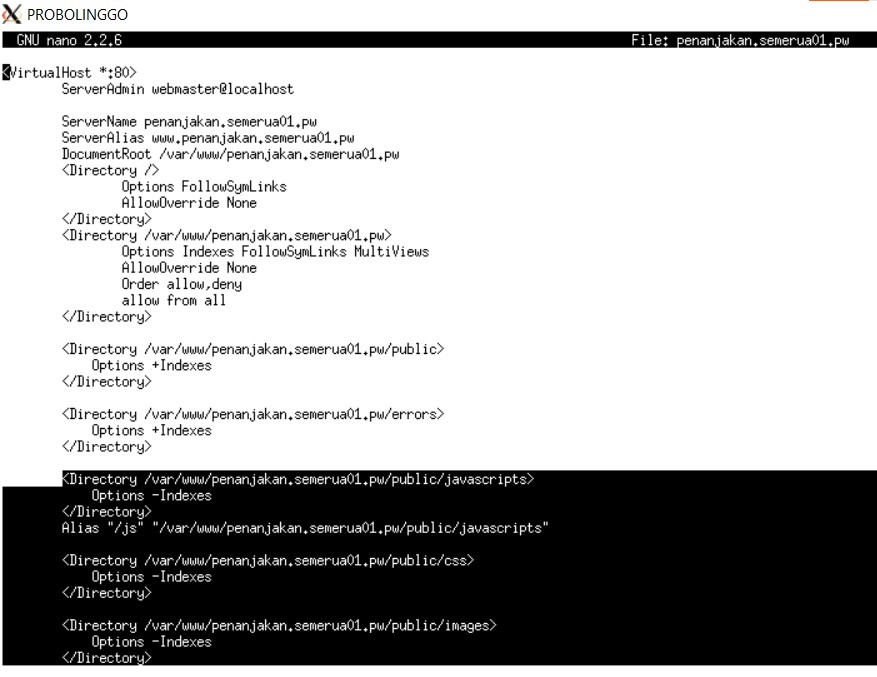 PROBOLINGGO
GNU nano 2.2.6 File: penanjakan.semerua01.pw
<VirtualHost *:80>
ServerAdmin webmaster@localhost
ServerName penanjakan.semerua01.pw
ServerAlias www.penanjakan.semerua01.pw
DocumentRoot /var/www/penanjakan.semerua01.pw
<Directory />
Options FollowSymLinks
AllowOverride None
</Directory>
<Directory /var/www/penanjakan.semerua01.pw>
Options Indexes FollowSymLinks MultiViews
AllowOverride None
Order allow,deny
allow from all
</Directory>
<Directory /var/www/penanjakan.semerua01.pw/public>
Options +Indexes
</Directory>
<Directory /var/www/penanjakan.semerua01.pw/errors>
Options +Indexes
</Directory>
<Directory /var/www/penanjakan.semerua01.pw/public/javascripts>
Options -Indexes
</Directory>
Alias "/js" "/var/www/penanjakan.semerua01.pw/public/javascripts"
<Directory /var/www/penanjakan.semerua01.pw/public/css>
Options -Indexes
</Directory>
<Directory /var/www/penanjakan.semerua01.pw/public/images>
Options -Indexes
</Directory>